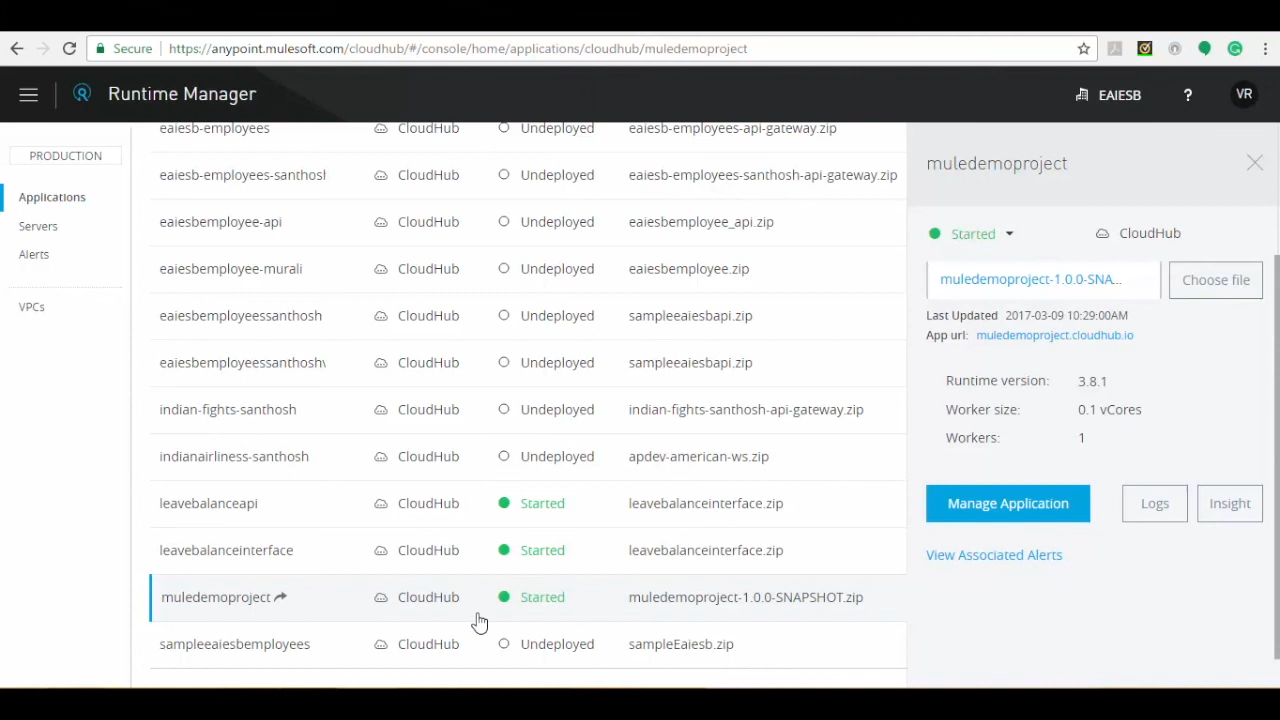 Secure https://anypoint.mulesoft.com/cloudhub/#/console/home/applications/cloudhub/muledemoproject
Runtime Manager
EAIESB
?
VR
PRODUCTION
Applications
Servers
Alerts
VPCs
eaiesb-employees CloudHub Undeployed eaiesb-employees-api-gateway.zip
eaiesb-employees-santhosh CloudHub Undeployed eaiesb-employees-santhosh-api-gateway.zip
eaiesbemployee-api CloudHub Undeployed eaiesbemployee_api.zip
eaiesbemployee-murali CloudHub Undeployed eaiesbemployee.zip
eaiesbemployeessanthosh CloudHub Undeployed sampleeaiesbapi.zip
eaiesbemployeessanthosh CloudHub Undeployed sampleeaiesbapi.zip
indian-fights-santhosh CloudHub Undeployed indian-fights-santhosh-api-gateway.zip
indianairliness-santhosh CloudHub Undeployed apdev-american-ws.zip
leavebalanceapi CloudHub Started leavebalanceinterface.zip
leavebalanceinterface CloudHub Started leavebalanceinterface.zip
muledemoproject CloudHub Started muledemoproject-1.0.0-SNAPSHOT.zip
sampleeaiesbemployees CloudHub Undeployed sampleEaiesb.zip
muledemoproject
Started CloudHub
muledemoproject-1.0.0-SNA... Choose file
Last Updated 2017-03-09 10:29:00AM
App url: muledemoproject.cloudhub.io
Runtime version: 3.8.1
Worker size: 0.1 vCores
Workers: 1
Manage Application Logs Insight
View Associated Alerts